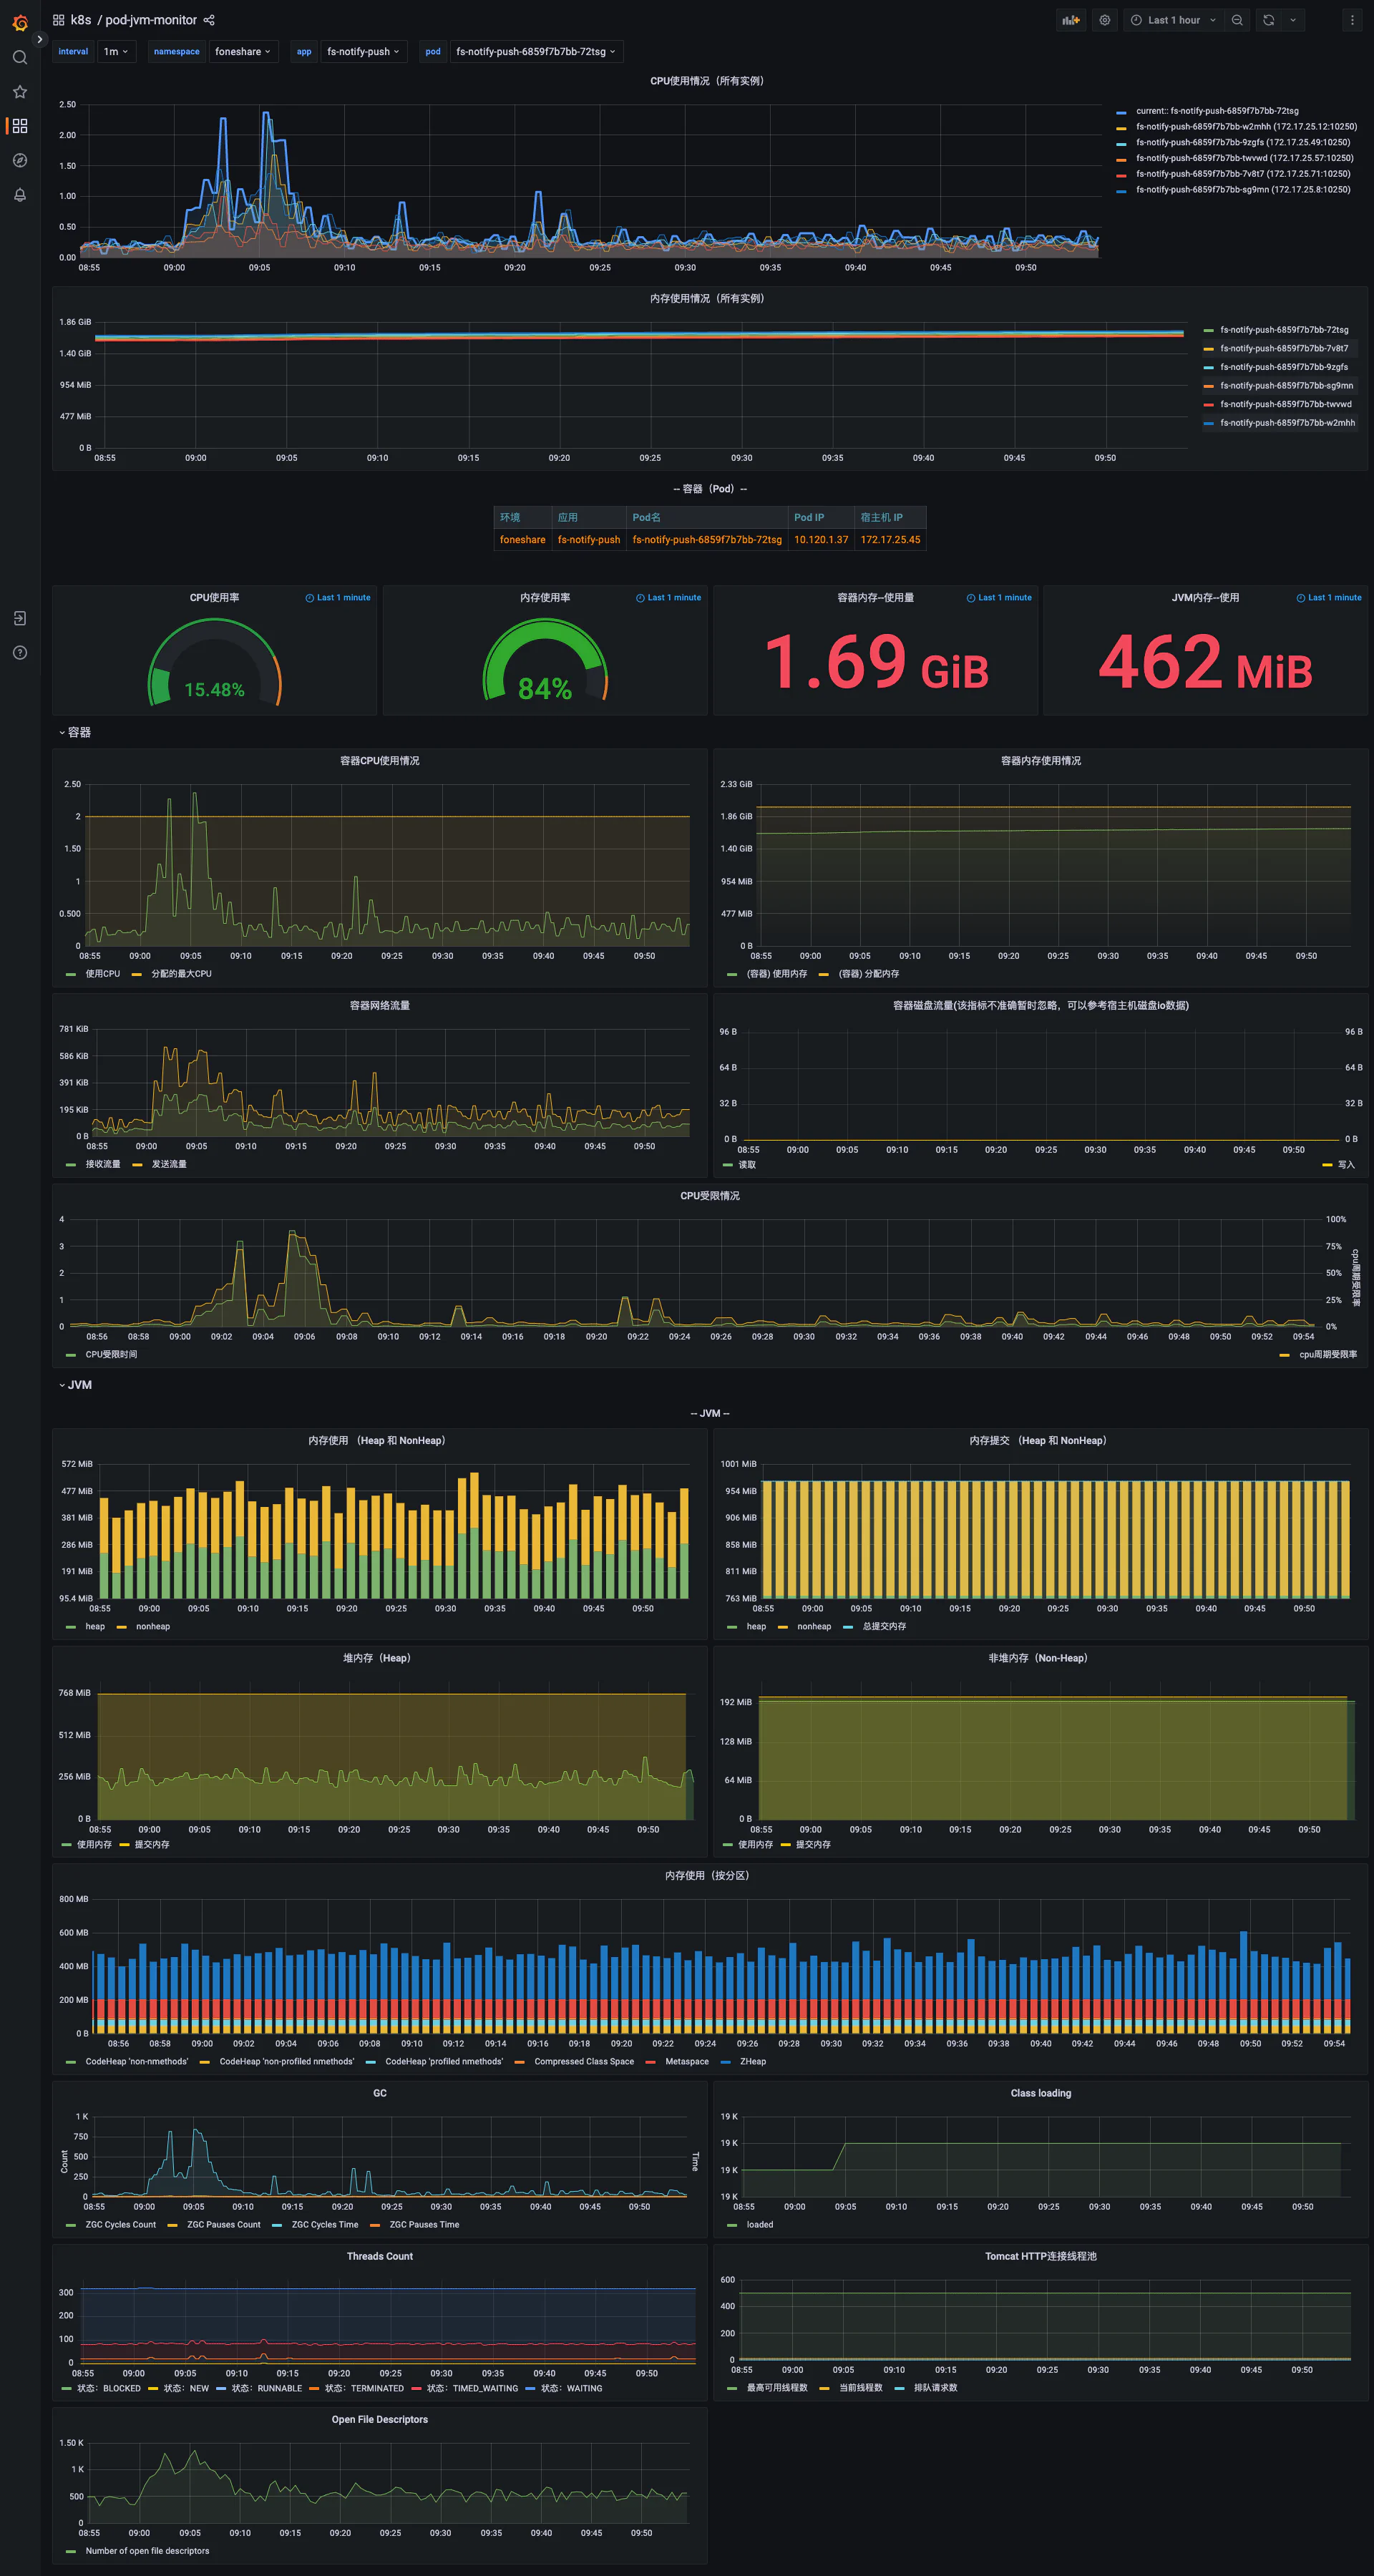 k8s / pod-jvm-monitor
Last 1 hour
interval 1m namespace foneshare app fs-notify-push pod fs-notify-push-6859f7b7bb-72tsg
CPU使用情况（所有实例）
2.50
2.00
1.50
1.00
0.50
0.00
08:55 09:00 09:05 09:10 09:15 09:20 09:25 09:30 09:35 09:40 09:45 09:50
current:: fs-notify-push-6859f7b7bb-72tsg
fs-notify-push-6859f7b7bb-w2mhh (172.17.25.12:10250)
fs-notify-push-6859f7b7bb-9zgfs (172.17.25.49:10250)
fs-notify-push-6859f7b7bb-twvwd (172.17.25.57:10250)
fs-notify-push-6859f7b7bb-7v8t7 (172.17.25.71:10250)
fs-notify-push-6859f7b7bb-sg9mn (172.17.25.8:10250)
内存使用情况（所有实例）
1.86 GiB
1.40 GiB
954 MiB
477 MiB
0 B
08:55 09:00 09:05 09:10 09:15 09:20 09:25 09:30 09:35 09:40 09:45 09:50
fs-notify-push-6859f7b7bb-72tsg
fs-notify-push-6859f7b7bb-7v8t7
fs-notify-push-6859f7b7bb-9zgfs
fs-notify-push-6859f7b7bb-sg9mn
fs-notify-push-6859f7b7bb-twvwd
fs-notify-push-6859f7b7bb-w2mhh
-- 容器（Pod）--
环境 应用 Pod名 Pod IP 宿主机 IP
foneshare fs-notify-push fs-notify-push-6859f7b7bb-72tsg 10.120.1.37 172.17.25.45
CPU使用率 Last 1 minute
15.48%
内存使用率 Last 1 minute
84%
容器内存--使用量 Last 1 minute
1.69 GiB
JVM内存--使用 Last 1 minute
462 MiB
容器
容器CPU使用情况
2.50
2
1.50
1
0.500
0
08:55 09:00 09:05 09:10 09:15 09:20 09:25 09:30 09:35 09:40 09:45 09:50
使用CPU 分配的最大CPU
容器内存使用情况
2.33 GiB
1.86 GiB
1.40 GiB
954 MiB
477 MiB
0 B
08:55 09:00 09:05 09:10 09:15 09:20 09:25 09:30 09:35 09:40 09:45 09:50
(容器) 使用内存 (容器) 分配内存
容器网络流量
781 KiB
586 KiB
391 KiB
195 KiB
0 B
08:55 09:00 09:05 09:10 09:15 09:20 09:25 09:30 09:35 09:40 09:45 09:50
接收流量 发送流量
容器磁盘流量(该指标不准确暂时忽略，可以参考宿主机磁盘io数据)
96 B 96 B
64 B 64 B
32 B 32 B
0 B 0 B
08:55 09:00 09:05 09:10 09:15 09:20 09:25 09:30 09:35 09:40 09:45 09:50
读取 写入
CPU受限情况
4 100%
3 75%
2 50%
1 25%
0 0%
cpu周期受限率
08:56 08:58 09:00 09:02 09:04 09:06 09:08 09:10 09:12 09:14 09:16 09:18 09:20 09:22 09:24 09:26 09:28 09:30 09:32 09:34 09:36 09:38 09:40 09:42 09:44 09:46 09:48 09:50 09:52 09:54
CPU受限时间 cpu周期受限率
JVM
-- JVM --
内存使用 （Heap 和 NonHeap）
572 MiB
477 MiB
381 MiB
286 MiB
191 MiB
95.4 MiB
08:55 09:00 09:05 09:10 09:15 09:20 09:25 09:30 09:35 09:40 09:45 09:50
heap nonheap
内存提交 （Heap 和 NonHeap）
1001 MiB
954 MiB
906 MiB
858 MiB
811 MiB
763 MiB
08:55 09:00 09:05 09:10 09:15 09:20 09:25 09:30 09:35 09:40 09:45 09:50
heap nonheap 总提交内存
堆内存（Heap）
768 MiB
512 MiB
256 MiB
0 B
08:55 09:00 09:05 09:10 09:15 09:20 09:25 09:30 09:35 09:40 09:45 09:50
使用内存 提交内存
非堆内存（Non-Heap）
192 MiB
128 MiB
64 MiB
0 B
08:55 09:00 09:05 09:10 09:15 09:20 09:25 09:30 09:35 09:40 09:45 09:50
使用内存 提交内存
内存使用（按分区）
800 MB
600 MB
400 MB
200 MB
0 B
08:56 08:58 09:00 09:02 09:04 09:06 09:08 09:10 09:12 09:14 09:16 09:18 09:20 09:22 09:24 09:26 09:28 09:30 09:32 09:34 09:36 09:38 09:40 09:42 09:44 09:46 09:48 09:50 09:52 09:54
CodeHeap 'non-nmethods' CodeHeap 'non-profiled nmethods' CodeHeap 'profiled nmethods' Compressed Class Space Metaspace ZHeap
GC
1 K
750
500
250
0
Count
Time
08:55 09:00 09:05 09:10 09:15 09:20 09:25 09:30 09:35 09:40 09:45 09:50
ZGC Cycles Count ZGC Pauses Count ZGC Cycles Time ZGC Pauses Time
Class loading
19 K
19 K
19 K
19 K
08:55 09:00 09:05 09:10 09:15 09:20 09:25 09:30 09:35 09:40 09:45 09:50
loaded
Threads Count
300
200
100
0
08:55 09:00 09:05 09:10 09:15 09:20 09:25 09:30 09:35 09:40 09:45 09:50
状态：BLOCKED 状态：NEW 状态：RUNNABLE 状态：TERMINATED 状态：TIMED_WAITING 状态：WAITING
Tomcat HTTP连接线程池
600
400
200
0
08:55 09:00 09:05 09:10 09:15 09:20 09:25 09:30 09:35 09:40 09:45 09:50
最高可用线程数 当前线程数 排队请求数
Open File Descriptors
1.50 K
1 K
500
0
08:55 09:00 09:05 09:10 09:15 09:20 09:25 09:30 09:35 09:40 09:45 09:50
Number of open file descriptors